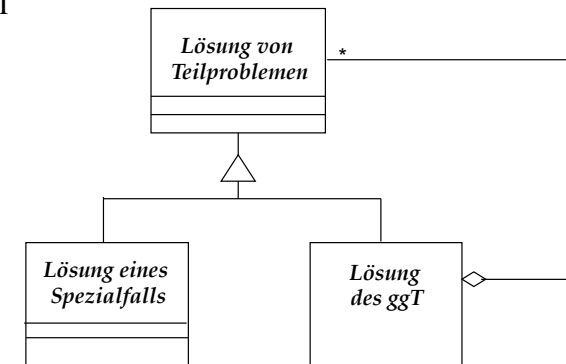 Lösung von
Teilproblemen
*
Lösung eines
Spezialfalls
Lösung
des ggT